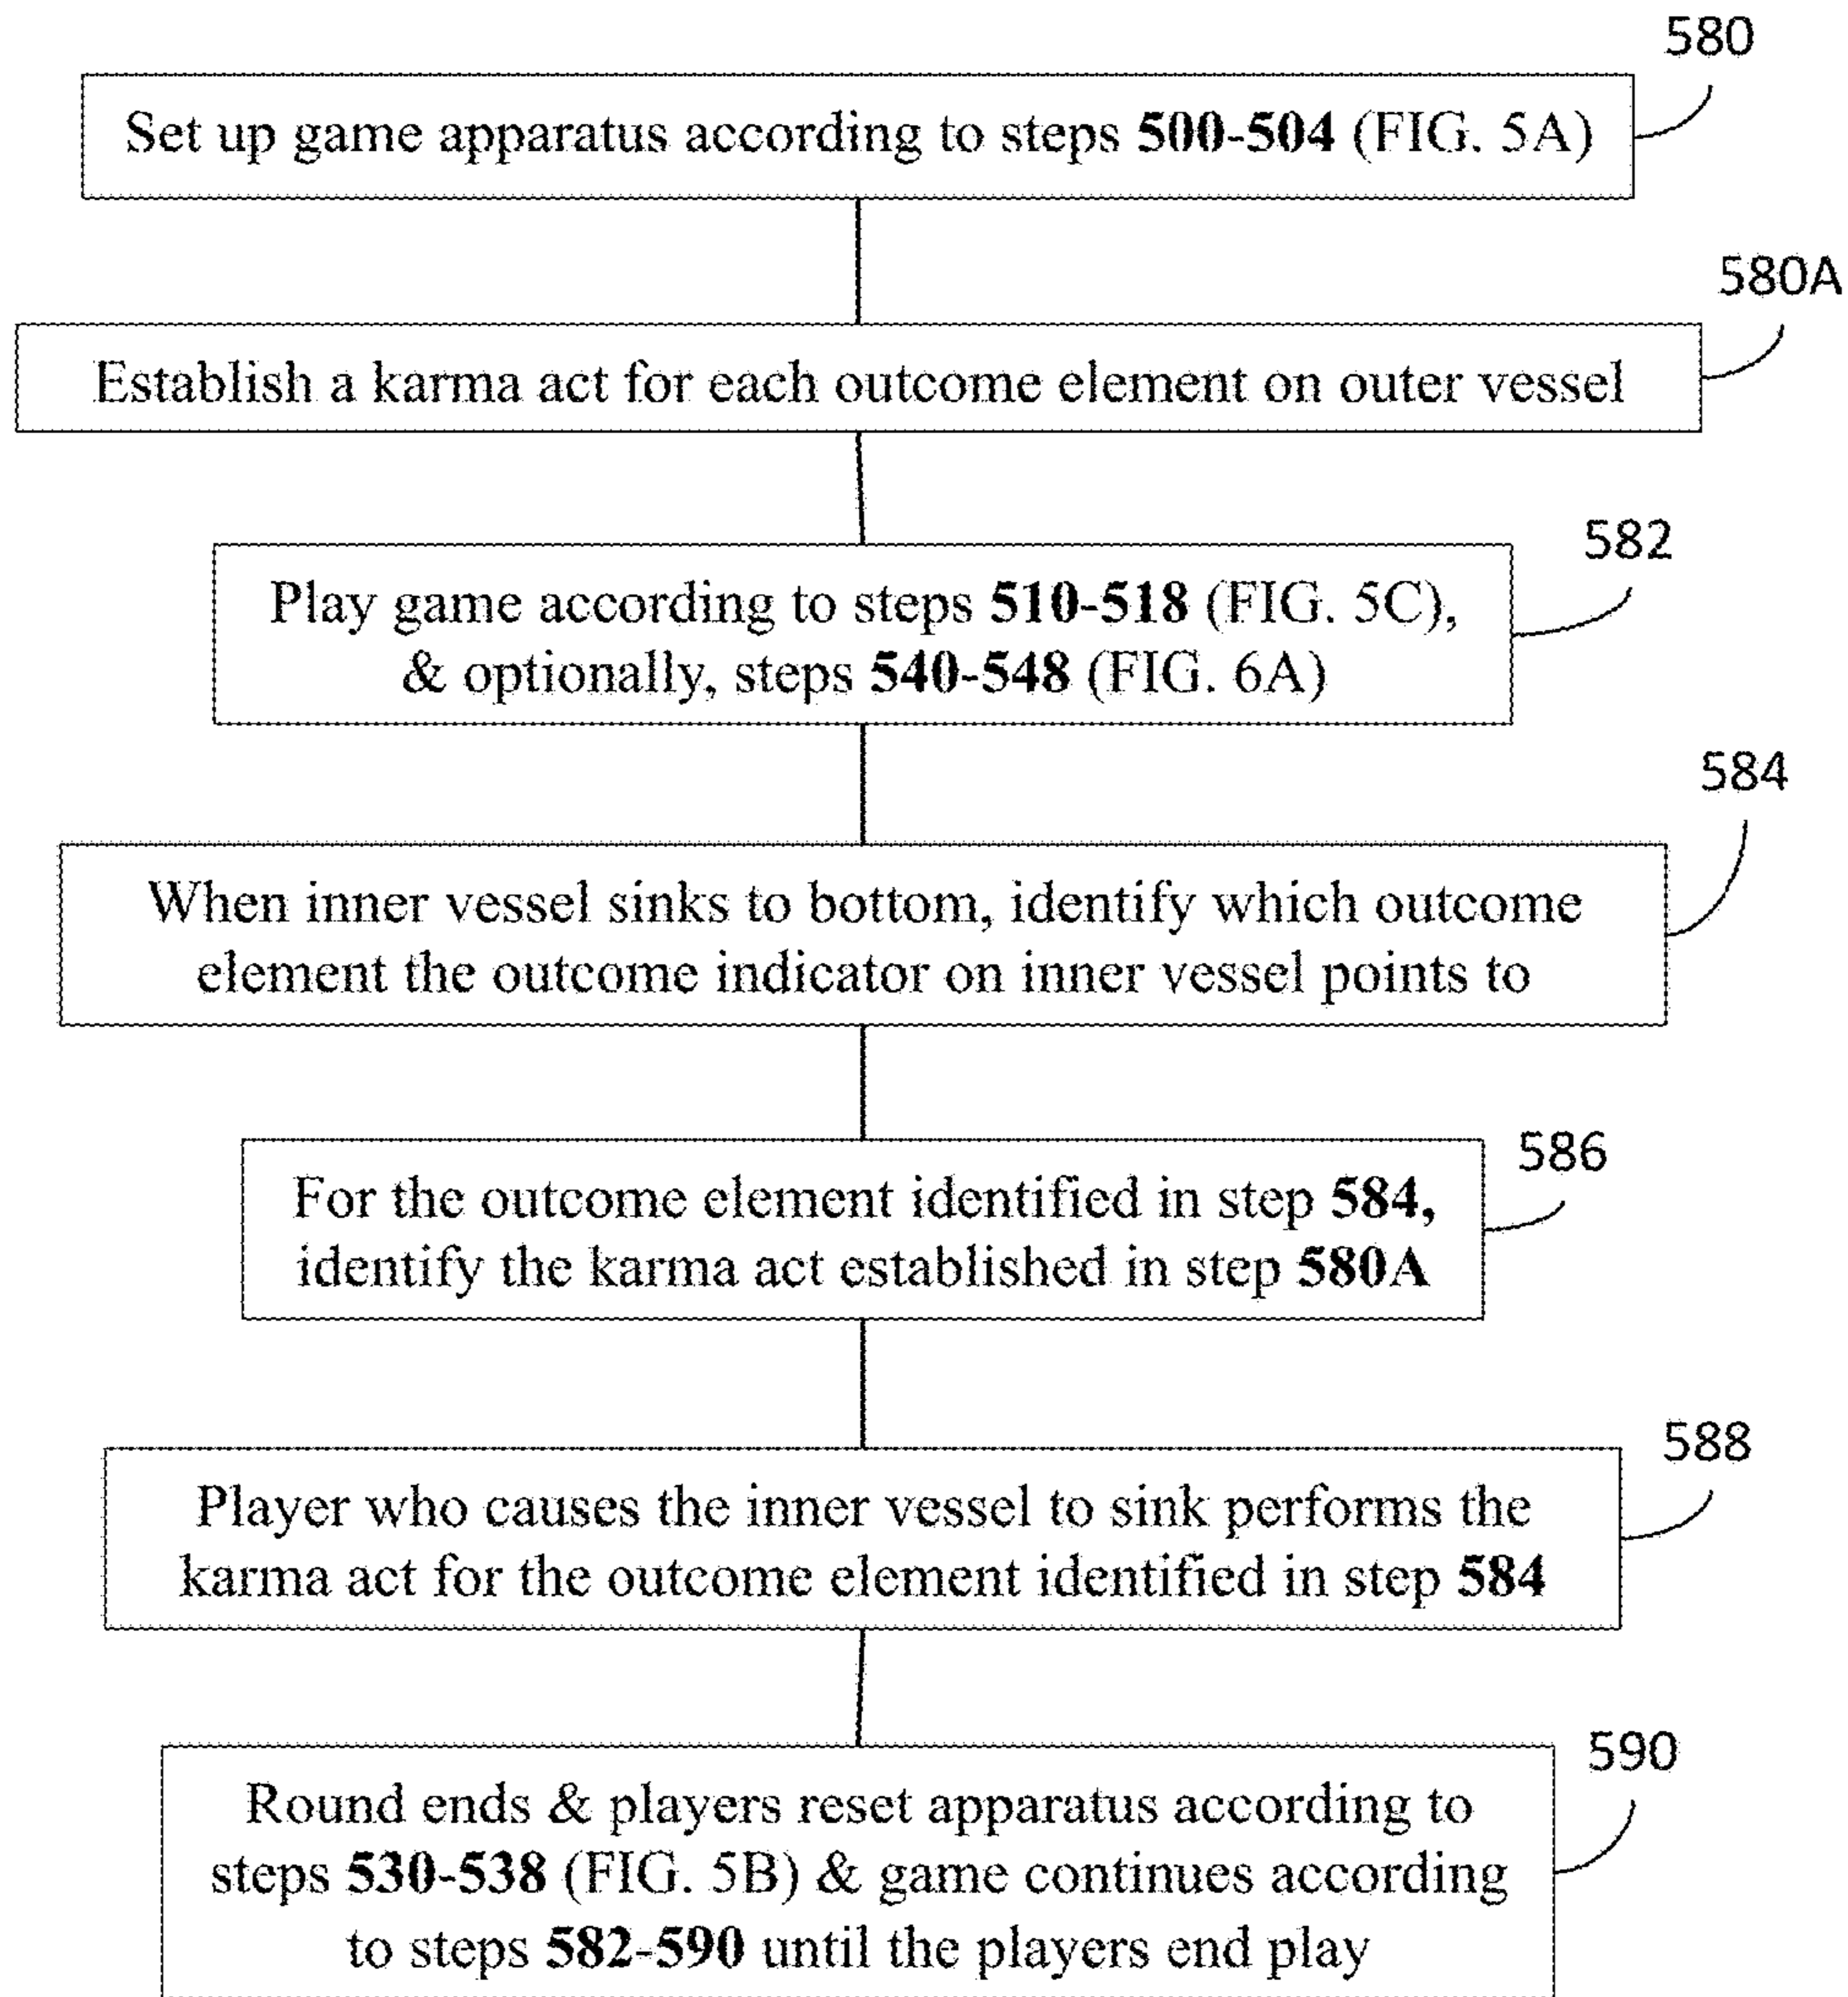 580
Set up game apparatus according to steps 500-504 (FIG. 5A)
580A
Establish a karma act for each outcome element on outer vessel
582
Play game according to steps 510-518 (FIG. 5C),
& optionally, steps 540-548 (FIG. 6A)
584
When inner vessel sinks to bottom, identify which outcome
element the outcome indicator on inner vessel points to
586
For the outcome element identified in step 584,
identify the karma act established in step 580A
588
Player who causes the inner vessel to sink performs the
karma act for the outcome element identified in step 584
590
Round ends & players reset apparatus according to
steps 530-538 (FIG. 5B) & game continues according
to steps 582-590 until the players end play